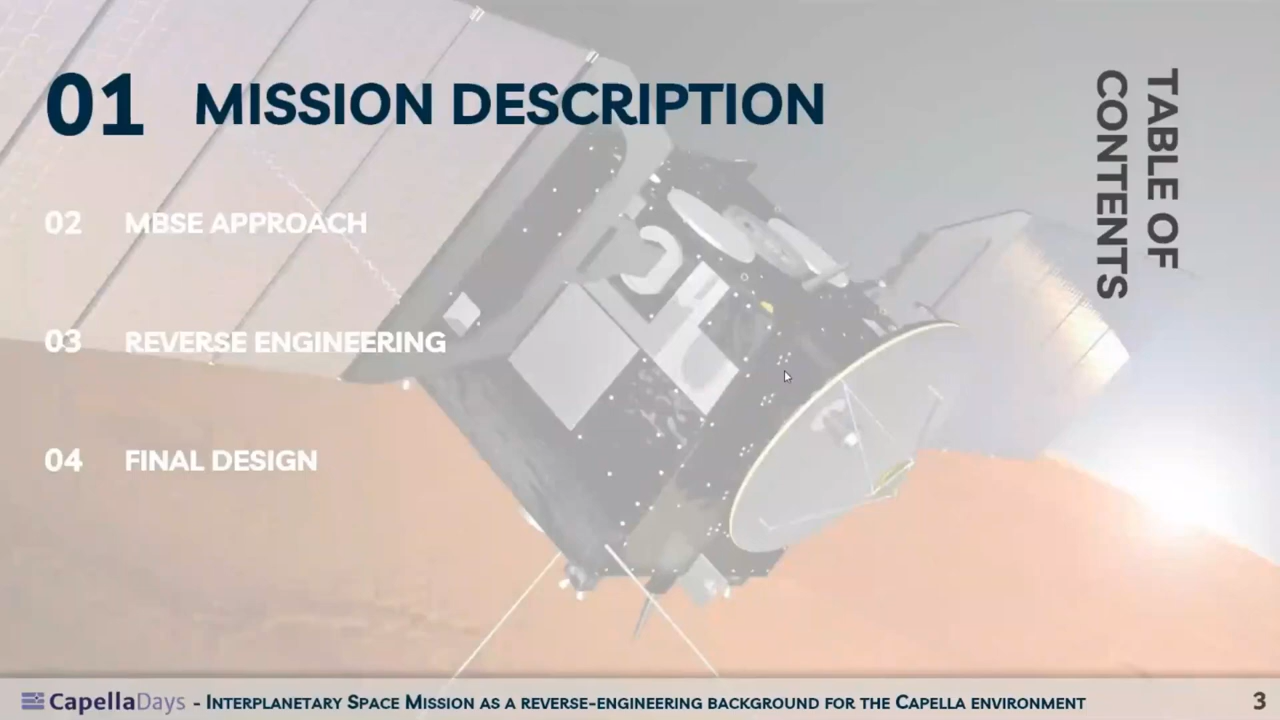 01 MISSION DESCRIPTION
TABLE OF
CONTENTS
02 MBSE APPROACH
03 REVERSE ENGINEERING
04 FINAL DESIGN
CapellaDays - INTERPLANETARY SPACE MISSION AS A REVERSE-ENGINEERING BACKGROUND FOR THE CAPELLA ENVIRONMENT 3